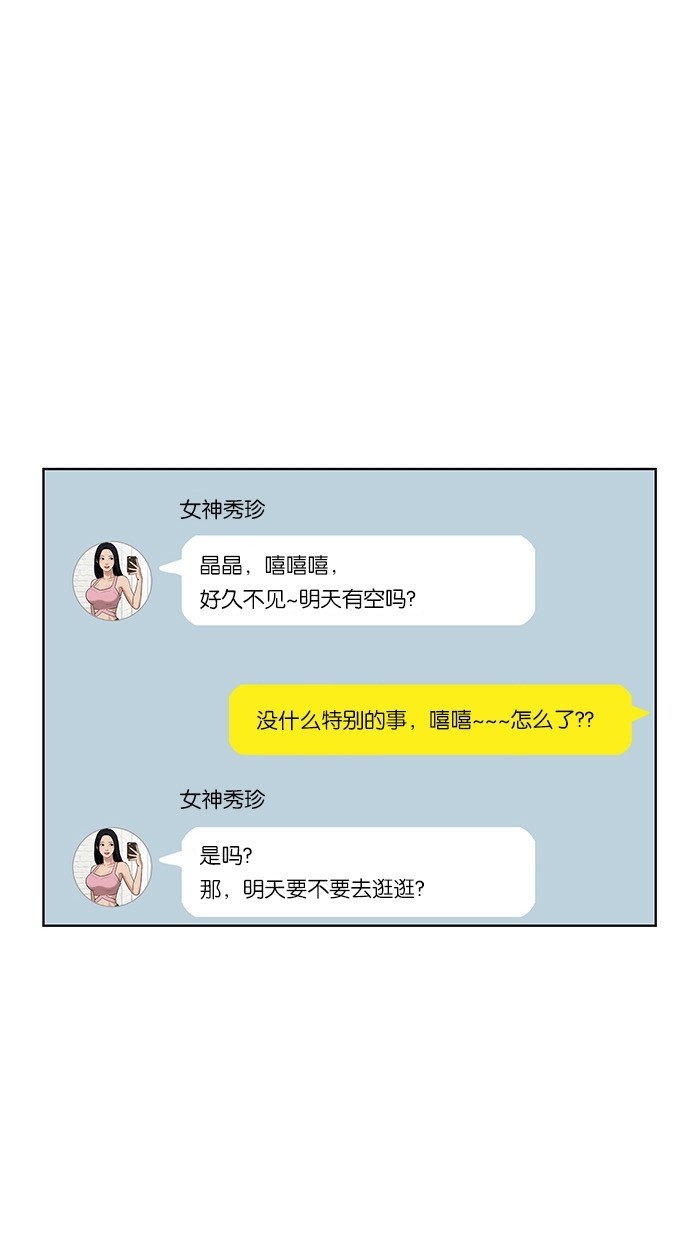 女神秀珍
晶晶，嘻嘻嘻，
好久不见~明天有空吗?
没什么特别的事，嘻嘻~~~怎么了??
女神秀珍
是吗?
那，明天要不要去逛逛?